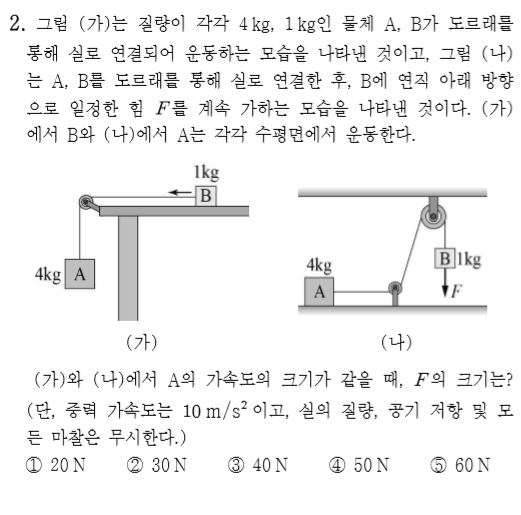 2. 그림 (가)는 질량이 각각 4 kg, 1 kg인 물체 A, B가 도르래를
통해 실로 연결되어 운동하는 모습을 나타낸 것이고, 그림 (나)
는 A, B를 도르래를 통해 실로 연결한 후, B에 연직 아래 방향
으로 일정한 힘 F를 계속 가하는 모습을 나타낸 것이다. (가)
에서 B와 (나)에서 A는 각각 수평면에서 운동한다.
1kg
B
4kg A
(가)
B 1kg
4kg
A
F
(나)
(가)와 (나)에서 A의 가속도의 크기가 같을 때, F의 크기는?
(단, 중력 가속도는 10 m/s²이고, 실의 질량, 공기 저항 및 모
든 마찰은 무시한다.)
① 20 N ② 30 N ③ 40 N ④ 50 N ⑤ 60 N